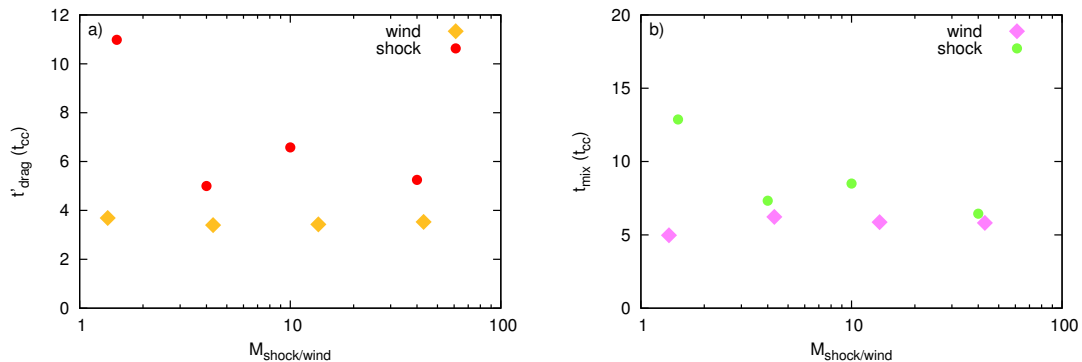 a)
wind
shock
12
10
8
6
4
2
0
t'drag (tcc)
1 10 100
Mshock/wind
b)
wind
shock
20
15
10
5
0
tmix (tcc)
1 10 100
Mshock/wind